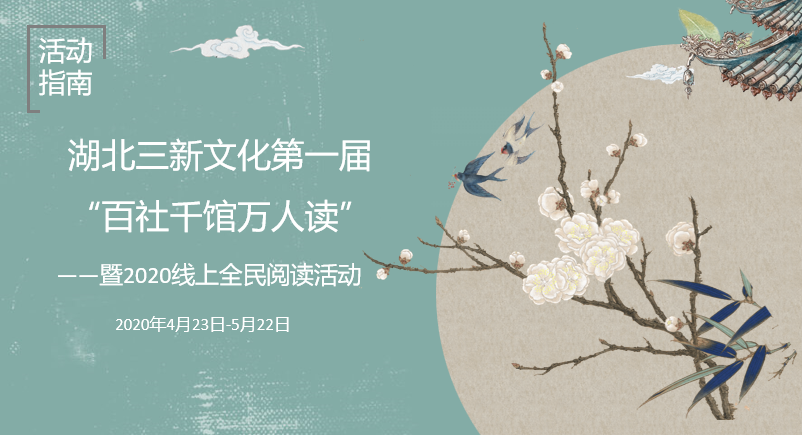 活动
指南
湖北三新文化第一届
“百社千馆万人读”
——暨2020线上全民阅读活动
2020年4月23日-5月22日